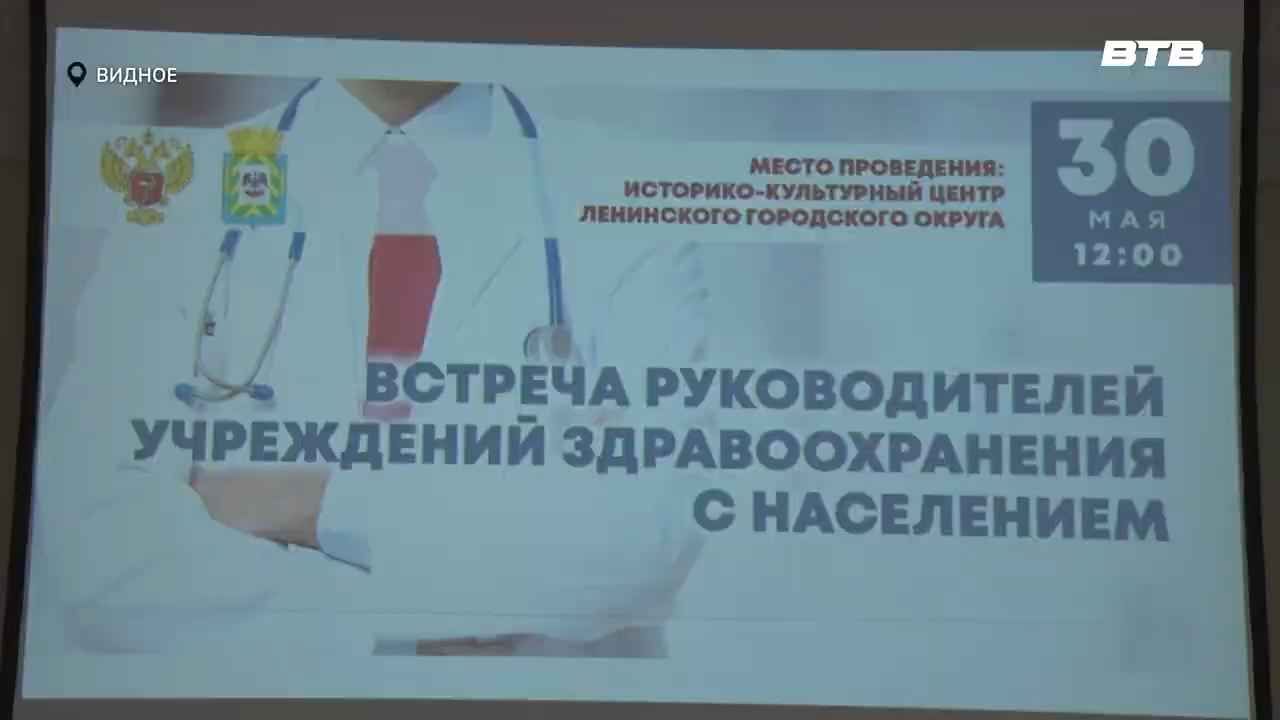 ВИДНОЕ
ВТВ
МЕСТО ПРОВЕДЕНИЯ:
ИСТОРИКО-КУЛЬТУРНЫЙ ЦЕНТР
ЛЕНИНСКОГО ГОРОДСКОГО ОКРУГА
30
МАЯ
12:00
ВСТРЕЧА РУКОВОДИТЕЛЕЙ
УЧРЕЖДЕНИЙ ЗДРАВООХРАНЕНИЯ
С НАСЕЛЕНИЕМ